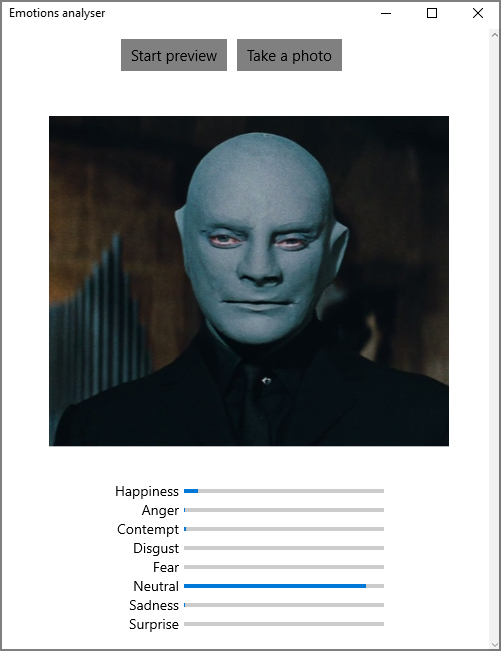 Emotions analyser
Start preview
Take a photo
Happiness
Anger
Contempt
Disgust
Fear
Neutral
Sadness
Surprise